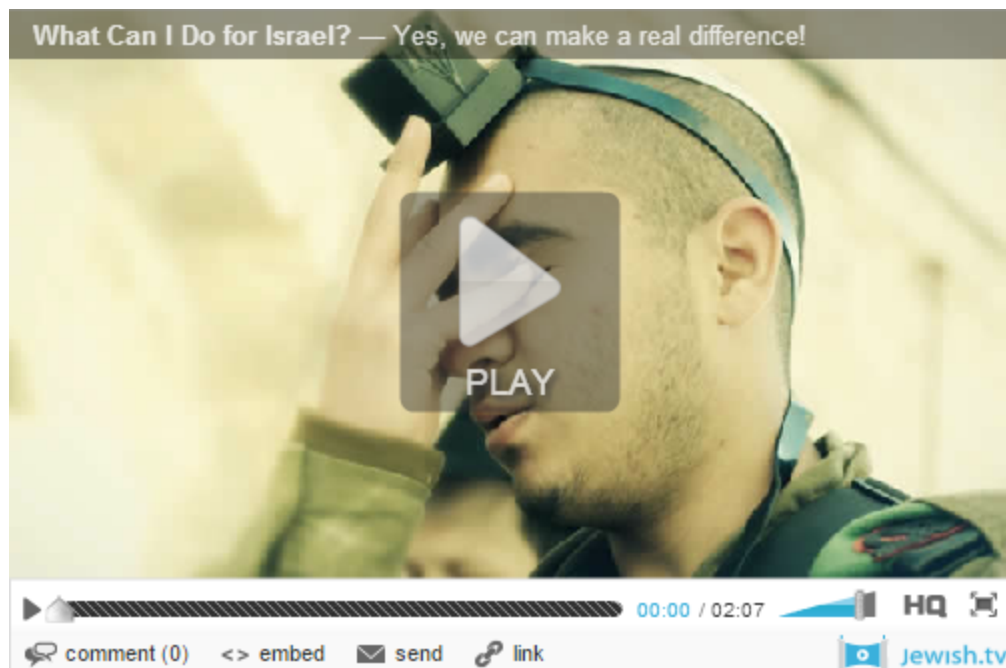 What Can I Do for Israel? — Yes, we can make a real difference!
PLAY
00:00 / 02:07 HQ
comment (0) <> embed send link Jewish.tv